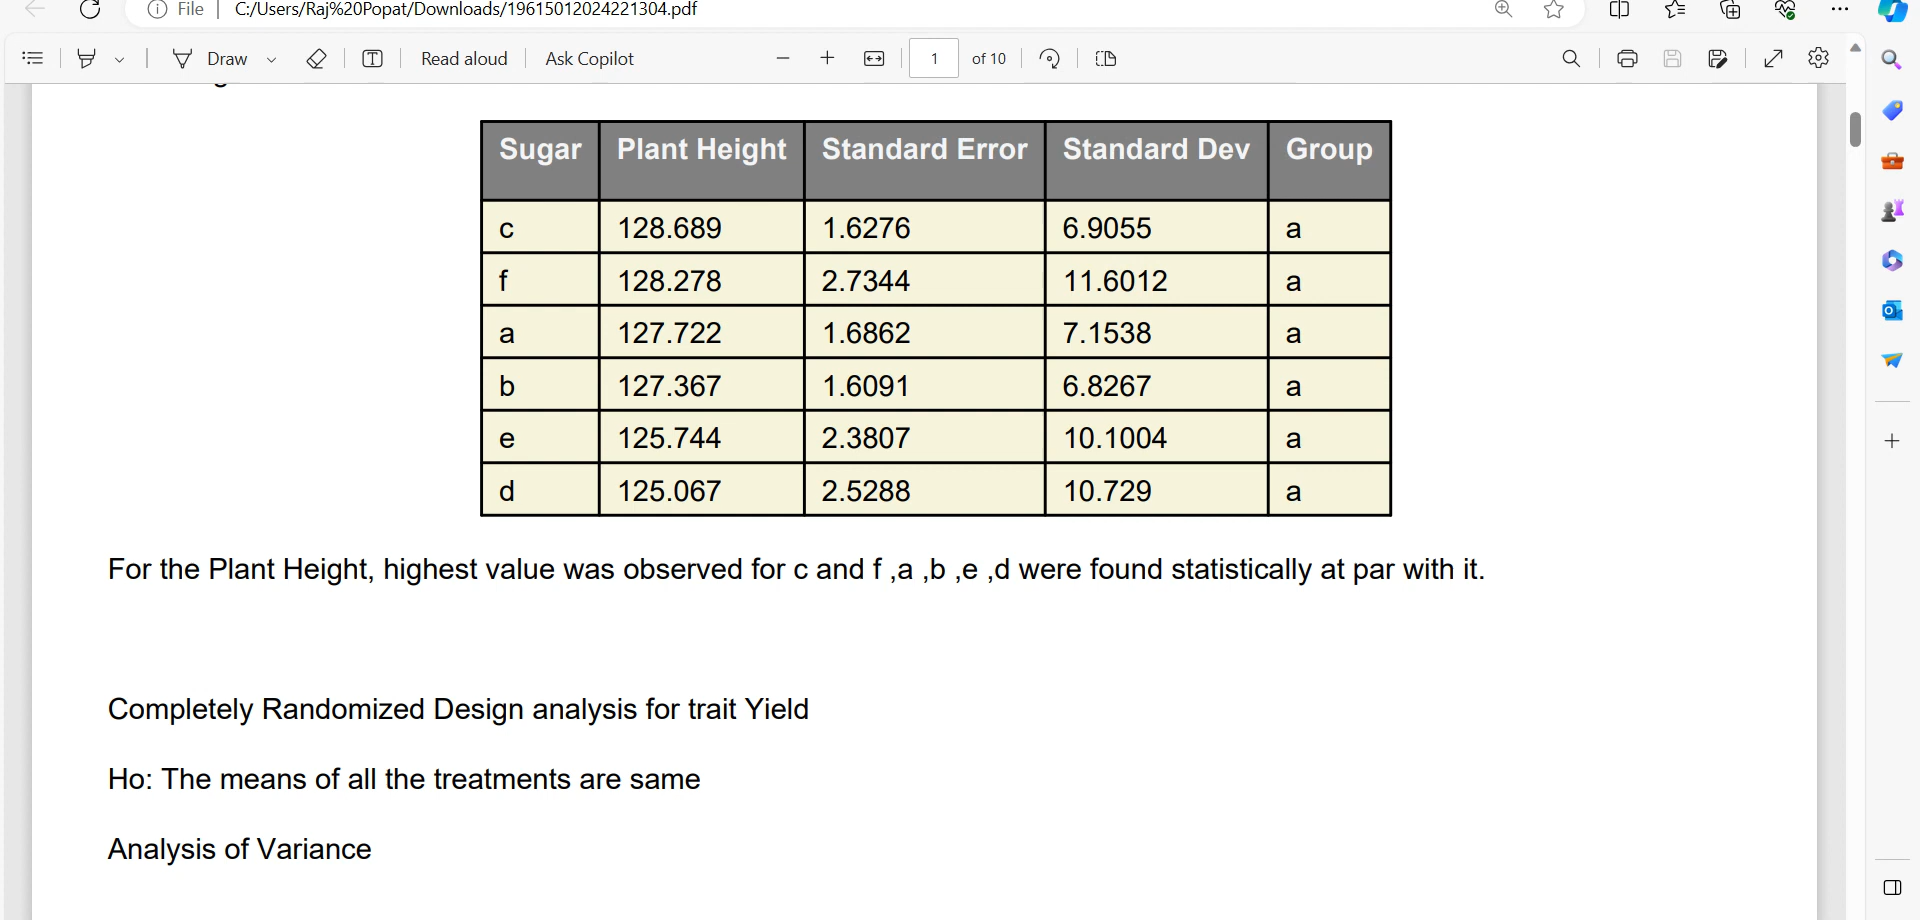 File C:/Users/Raj%20Popat/Downloads/19615012024221304.pdf
Draw Read aloud Ask Copilot 1 of 10
Sugar Plant Height Standard Error Standard Dev Group
c 128.689 1.6276 6.9055 a
f 128.278 2.7344 11.6012 a
a 127.722 1.6862 7.1538 a
b 127.367 1.6091 6.8267 a
e 125.744 2.3807 10.1004 a
d 125.067 2.5288 10.729 a
For the Plant Height, highest value was observed for c and f ,a ,b ,e ,d were found statistically at par with it.
Completely Randomized Design analysis for trait Yield
Ho: The means of all the treatments are same
Analysis of Variance